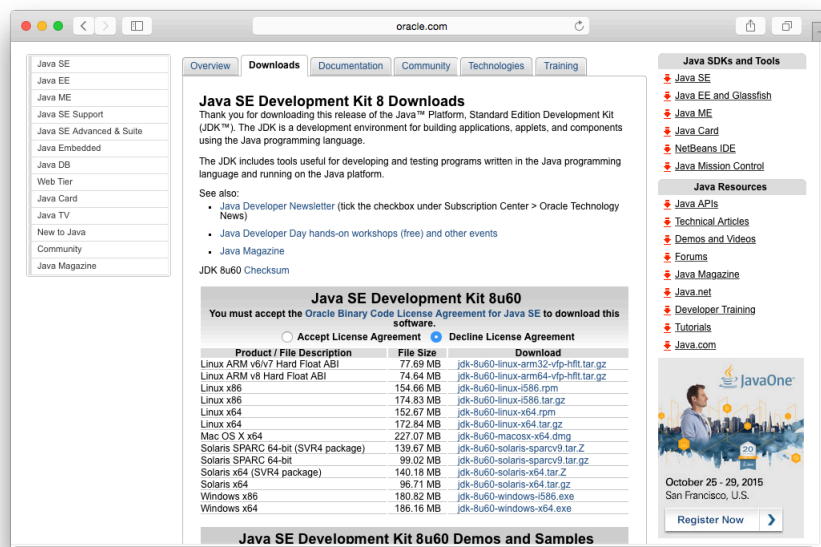 oracle.com
Java SE
Java EE
Java ME
Java SE Support
Java SE Advanced & Suite
Java Embedded
Java DB
Web Tier
Java Card
Java TV
New to Java
Community
Java Magazine
Overview Downloads Documentation Community Technologies Training
Java SE Development Kit 8 Downloads
Thank you for downloading this release of the Java™ Platform, Standard Edition Development Kit
(JDK™). The JDK is a development environment for building applications, applets, and components
using the Java programming language.
The JDK includes tools useful for developing and testing programs written in the Java programming
language and running on the Java platform.
See also:
• Java Developer Newsletter (tick the checkbox under Subscription Center > Oracle Technology
News)
• Java Developer Day hands-on workshops (free) and other events
• Java Magazine
JDK 8u60 Checksum
Java SE Development Kit 8u60
You must accept the Oracle Binary Code License Agreement for Java SE to download this
software.
Accept License Agreement Decline License Agreement
Product / File Description File Size Download
Linux ARM v6/v7 Hard Float ABI 77.69 MB jdk-8u60-linux-arm32-vfp-hflt.tar.gz
Linux ARM v8 Hard Float ABI 74.64 MB jdk-8u60-linux-arm64-vfp-hflt.tar.gz
Linux x86 154.66 MB jdk-8u60-linux-i586.rpm
Linux x86 174.83 MB jdk-8u60-linux-i586.tar.gz
Linux x64 152.67 MB jdk-8u60-linux-x64.rpm
Linux x64 172.84 MB jdk-8u60-linux-x64.tar.gz
Mac OS X x64 227.07 MB jdk-8u60-macosx-x64.dmg
Solaris SPARC 64-bit (SVR4 package) 139.67 MB jdk-8u60-solaris-sparcv9.tar.Z
Solaris SPARC 64-bit 99.02 MB jdk-8u60-solaris-sparcv9.tar.gz
Solaris x64 (SVR4 package) 140.18 MB jdk-8u60-solaris-x64.tar.Z
Solaris x64 96.71 MB jdk-8u60-solaris-x64.tar.gz
Windows x86 180.82 MB jdk-8u60-windows-i586.exe
Windows x64 186.16 MB jdk-8u60-windows-x64.exe
Java SE Development Kit 8u60 Demos and Samples
Java SDKs and Tools
Java SE
Java EE and Glassfish
Java ME
Java Card
NetBeans IDE
Java Mission Control
Java Resources
Java APIs
Technical Articles
Demos and Videos
Forums
Java Magazine
Java.net
Developer Training
Tutorials
Java.com
JavaOne
20
October 25 - 29, 2015
San Francisco, U.S.
Register Now